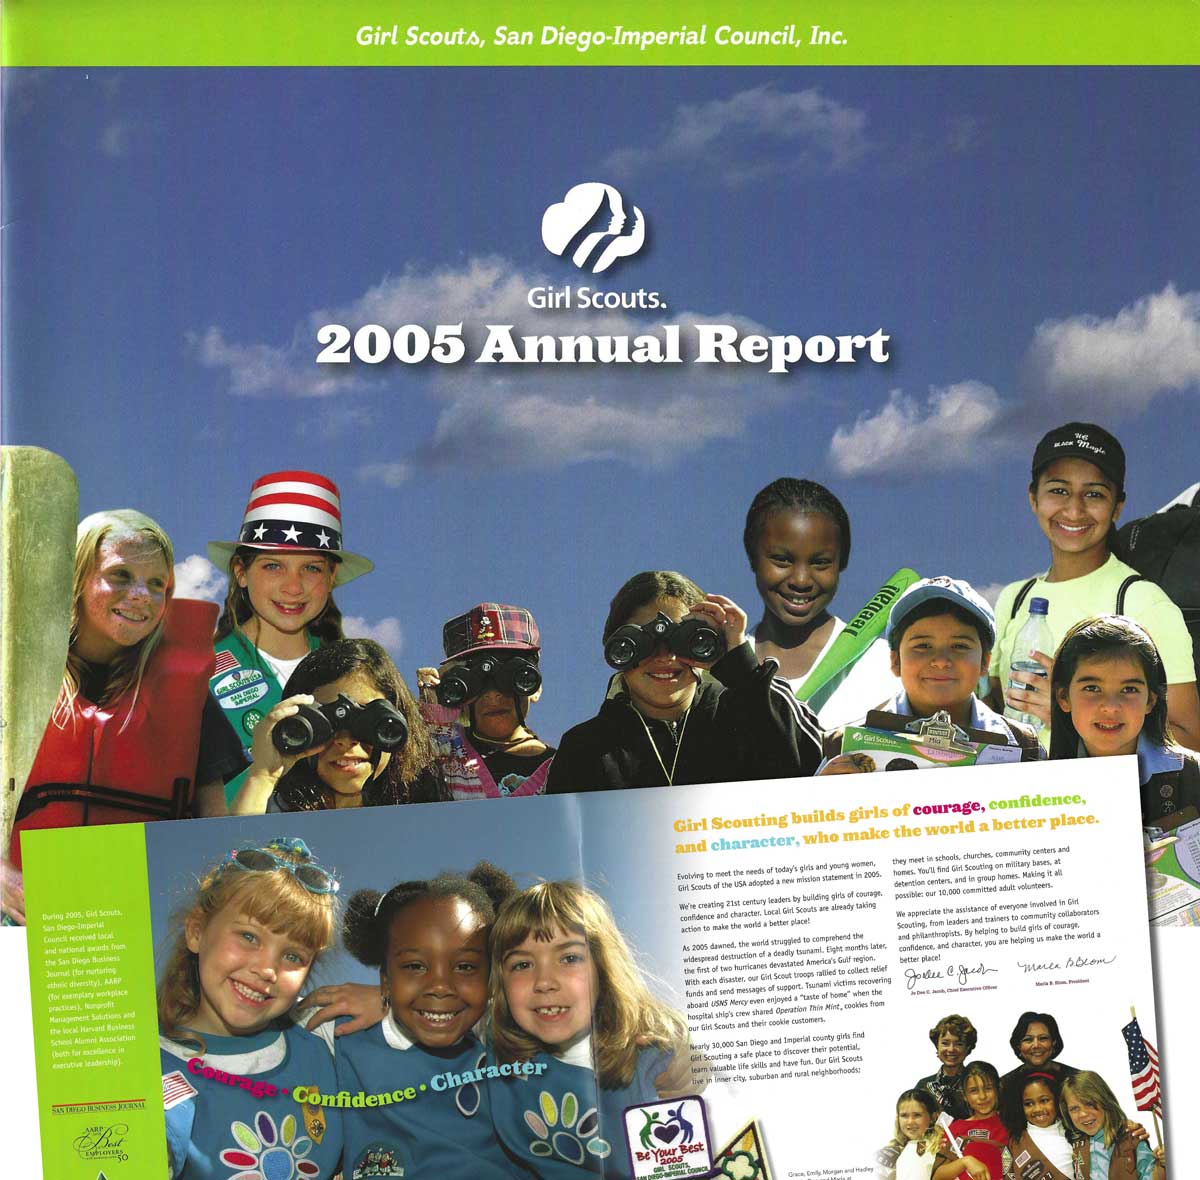 Girl Scouts, San Diego-Imperial Council, Inc.
Girl Scouts.
2005 Annual Report
UC
BLACK Magic
GIRL SCOUTS USA
SAN DIEGO
IMPERIAL
Girl Scouts
During 2005, Girl Scouts,
San Diego-Imperial
Council received local
and national awards from
the San Diego Business
Journal (for nurturing
ethnic diversity), AARP
(for exemplary workplace
practices), Nonprofit
Management Solutions and
the local Harvard Business
School Alumni Association
(both for excellence in
executive leadership).
SAN DIEGO BUSINESS JOURNAL
AARP
Best
EMPLOYERS
50
Courage • Confidence • Character
Girl Scouting builds girls of courage, confidence,
and character, who make the world a better place.
Evolving to meet the needs of today's girls and young women,
Girl Scouts of the USA adopted a new mission statement in 2005.
We're creating 21st century leaders by building girls of courage,
confidence and character. Local Girl Scouts are already taking
action to make the world a better place!
As 2005 dawned, the world struggled to comprehend the
widespread destruction of a deadly tsunami. Eight months later,
the first of two hurricanes devastated America's Gulf region.
With each disaster, our Girl Scout troops rallied to collect relief
funds and send messages of support. Tsunami victims recovering
aboard USNS Mercy even enjoyed a "taste of home" when the
hospital ship's crew shared Operation Thin Mint, cookies from
our Girl Scouts and their cookie customers.
Nearly 30,000 San Diego and Imperial county girls find
Girl Scouting a safe place to discover their potential,
learn valuable life skills and have fun. Our Girl Scouts
live in inner city, suburban and rural neighborhoods;
they meet in schools, churches, community centers and
homes. You'll find Girl Scouting on military bases, at
detention centers, and in group homes. Making it all
possible: our 10,000 committed adult volunteers.
We appreciate the assistance of everyone involved in Girl
Scouting, from leaders and trainers to community collaborators
and philanthropists. By helping to build girls of courage,
confidence, and character, you are helping us make the world a
better place!
Jo Dee C. Jacob, Chief Executive Officer
Marla B. Blom, President
Be Your Best
2005
GIRL SCOUTS,
SAN DIEGO-IMPERIAL COUNCIL
Grace, Emily, Morgan and Hadley